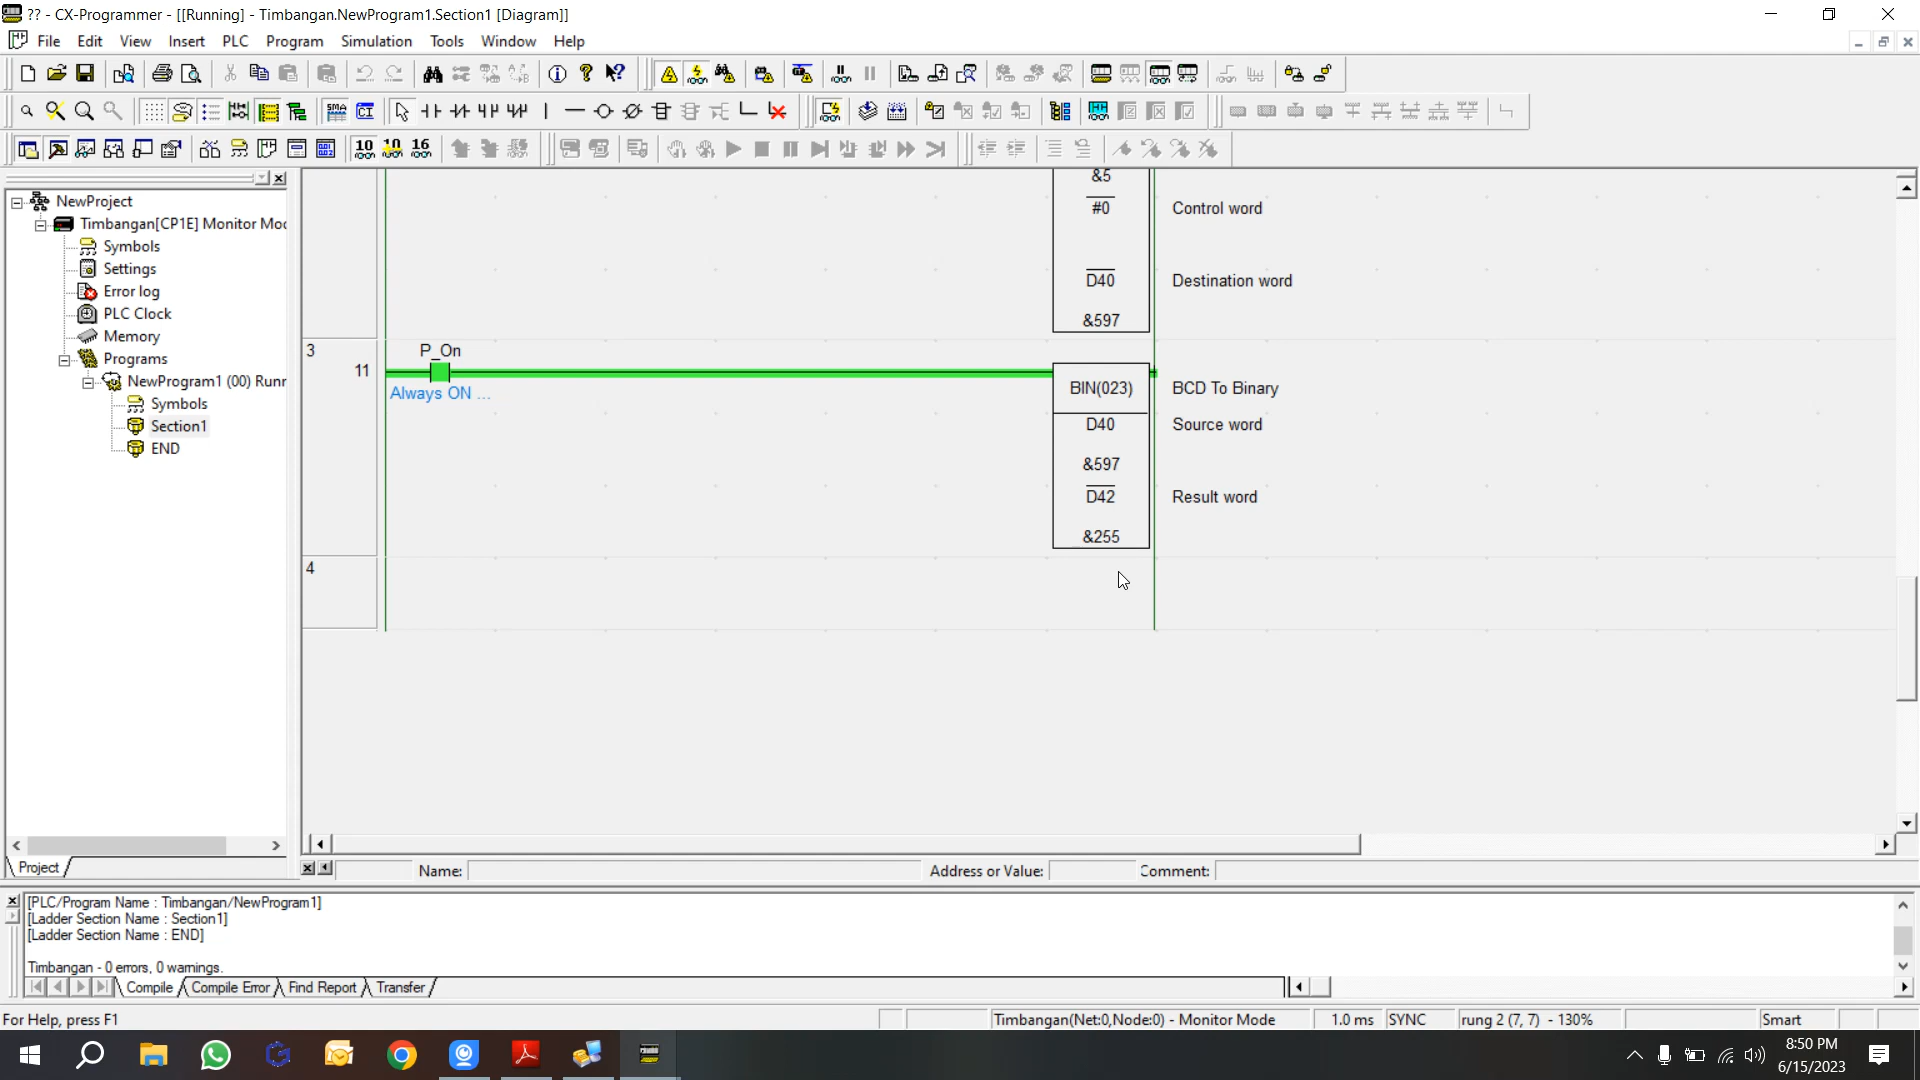 ?? - CX-Programmer - [[Running] - Timbangan.NewProgram1.Section1 [Diagram]]
File Edit View Insert PLC Program Simulation Tools Window Help
SMA CI
10 10 16
NewProject
Timbangan[CP1E] Monitor Mod
Symbols
Settings
Error log
PLC Clock
Memory
Programs
NewProgram1 (00) Runr
Symbols
Section1
END
Project
&5
#0 Control word
D40 Destination word
&597
3 P_On
11
Always ON ...
BIN(023) BCD To Binary
D40 Source word
&597
D42 Result word
&255
4
Name: Address or Value: Comment:
[PLC/Program Name : Timbangan/NewProgram1]
[Ladder Section Name : Section1]
[Ladder Section Name : END]
Timbangan - 0 errors, 0 warnings.
Compile Compile Error Find Report Transfer
For Help, press F1 Timbangan(Net:0,Node:0) - Monitor Mode 1.0 ms SYNC rung 2 (7, 7) - 130% Smart
8:50 PM
6/15/2023